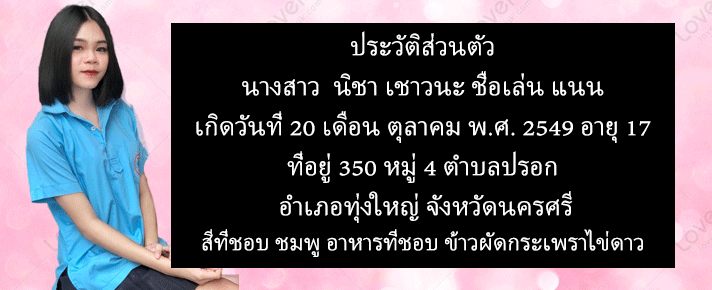 ประวัติส่วนตัว
นางสาว นิชา เชาวนะ ชื่อเล่น แนน
เกิดวันที่ 20 เดือน ตุลาคม พ.ศ. 2549 อายุ 17
ที่อยู่ 350 หมู่ 4 ตำบลปรอก
อำเภอทุ่งใหญ่ จังหวัดนครศรี
สีที่ชอบ ชมพู อาหารที่ชอบ ข้าวผัดกระเพราไข่ดาว